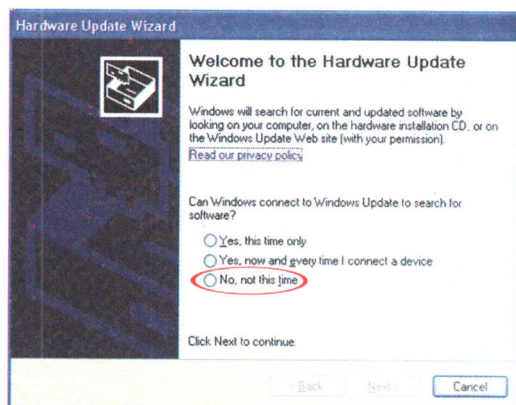 Hardware Update Wizard
Welcome to the Hardware Update
Wizard
Windows will search for current and updated software by
looking on your computer, on the hardware installation CD, or on
the Windows Update Web site (with your permission).
Read our privacy policy
Can Windows connect to Windows Update to search for
software?
Yes, this time only
Yes, now and every time I connect a device
No, not this time
Click Next to continue.
< Back Next > Cancel